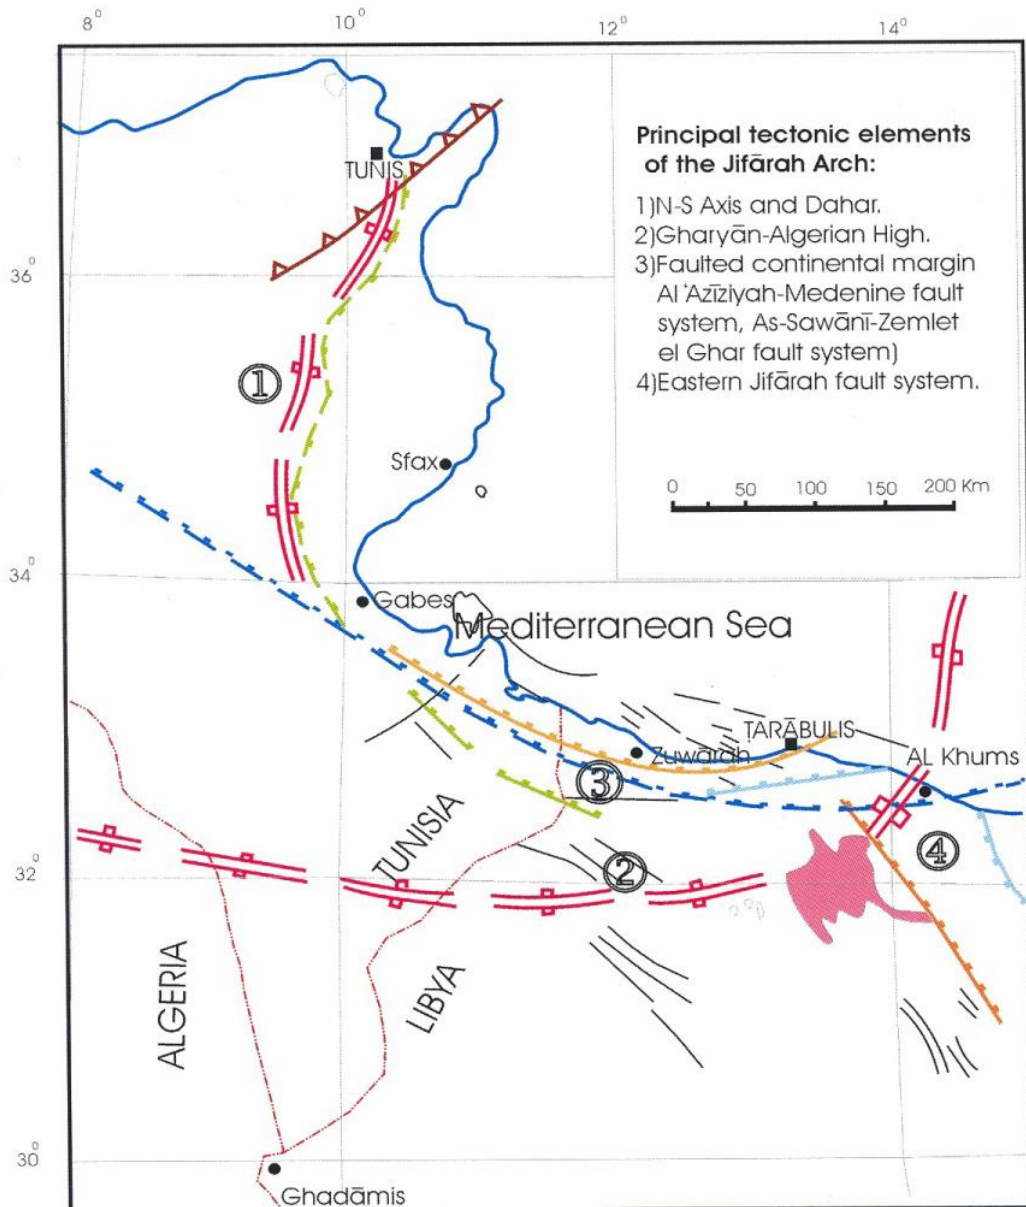 8°
10°
12°
14°
Principal tectonic elements
of the Jifārah Arch:
1)N-S Axis and Dahar.
2)Gharyān-Algerian High.
3)Faulted continental margin
Al 'Azīziyah-Medenine fault
system, As-Sawānī-Zemlet
el Ghar fault system)
4)Eastern Jifārah fault system.
0 50 100 150 200 Km
TUNIS
36°
1
Sfax
34°
Gabes
Mediterranean Sea
TARĀBULIS
Zuwārah
AL Khums
3
TUNISIA
4
2
32°
ALGERIA
LIBYA
30°
Ghadāmis